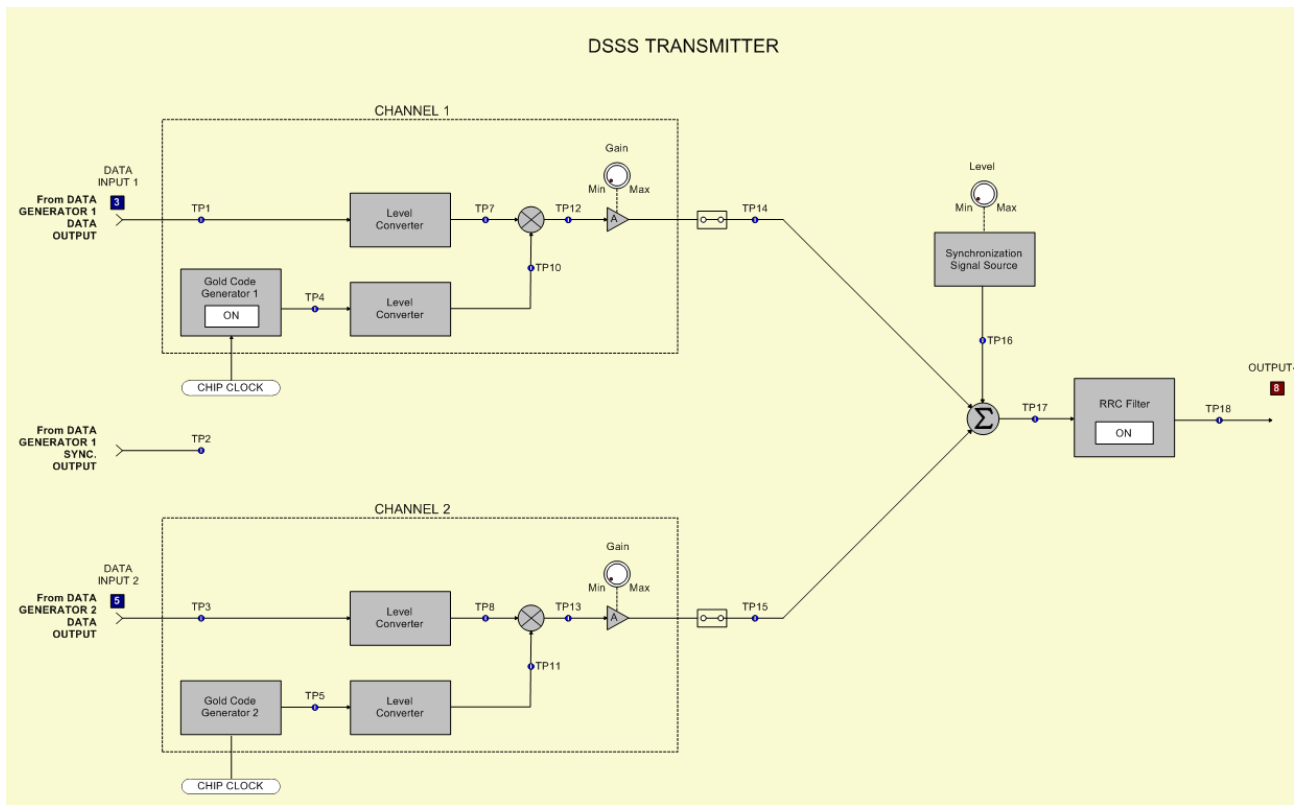 DSSS TRANSMITTER
CHANNEL 1
DATA
INPUT 1
3
From DATA
GENERATOR 1
DATA
OUTPUT
TP1
Level
Converter
TP7
TP12
Gain
Min
Max
A
TP14
TP10
Gold Code
Generator 1
ON
TP4
Level
Converter
CHIP CLOCK
Level
Min
Max
Synchronization
Signal Source
TP16
Σ
TP17
RRC Filter
ON
TP18
OUTPUT
8
From DATA
GENERATOR 1
SYNC.
OUTPUT
TP2
CHANNEL 2
DATA
INPUT 2
5
From DATA
GENERATOR 2
DATA
OUTPUT
TP3
Level
Converter
TP8
TP13
Gain
Min
Max
A
TP15
TP11
Gold Code
Generator 2
TP5
Level
Converter
CHIP CLOCK